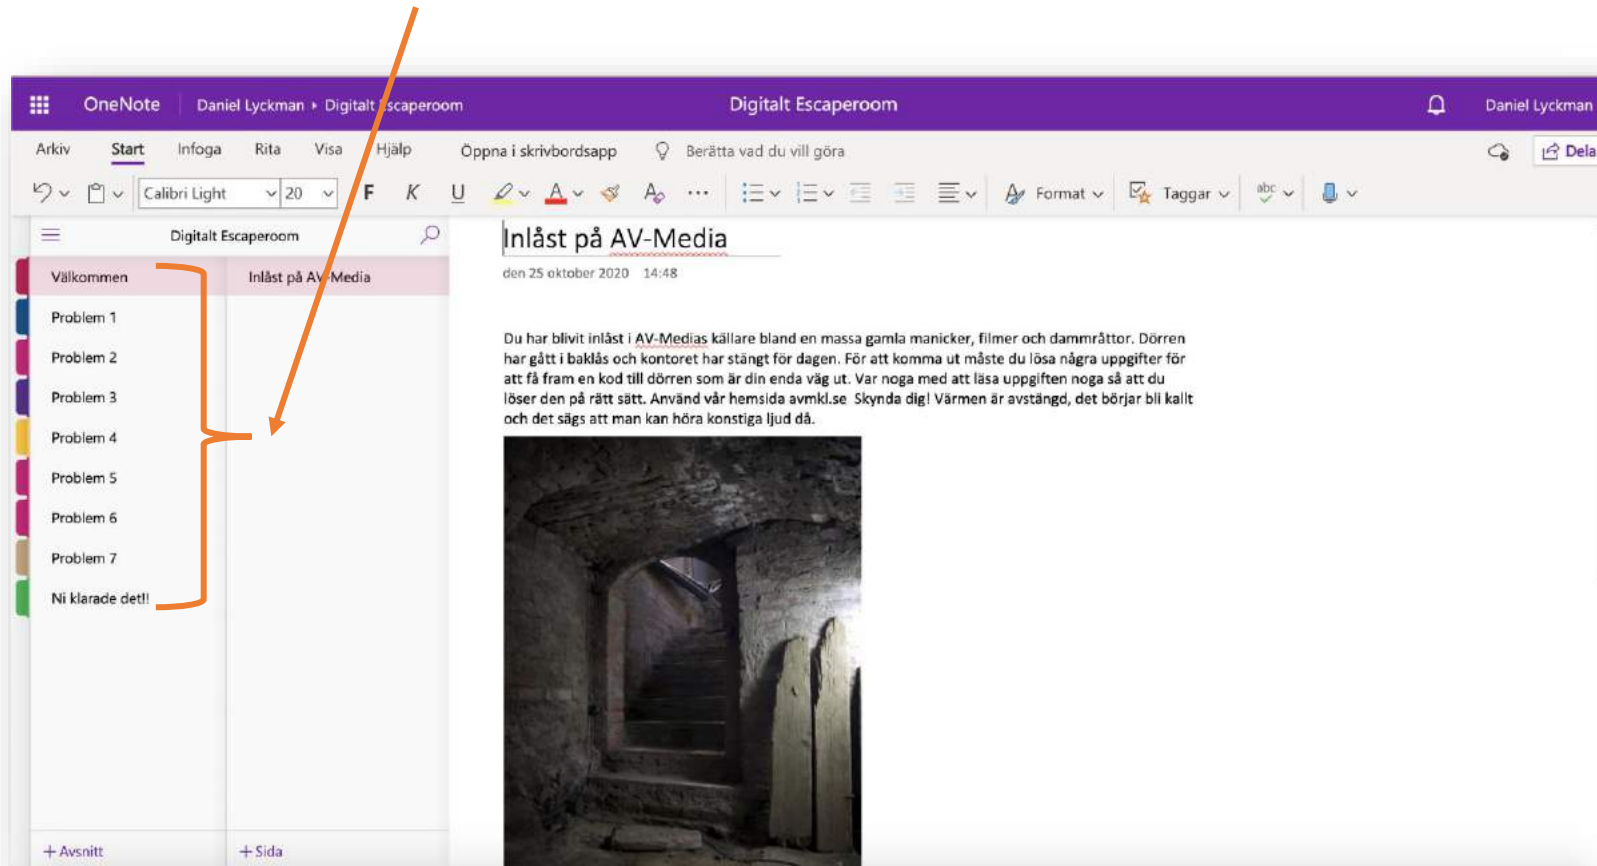 OneNote Daniel Lyckman › Digitalt Escaperoom Digitalt Escaperoom Daniel Lyckman
Arkiv Start Infoga Rita Visa Hjälp Öppna i skrivbordsapp Berätta vad du vill göra Dela
Calibri Light 20 F K U A A Format Taggar abc
Digitalt Escaperoom
Välkommen
Problem 1
Problem 2
Problem 3
Problem 4
Problem 5
Problem 6
Problem 7
Ni klarade det!!
+ Avsnitt
Inlåst på AV-Media
+ Sida
Inlåst på AV-Media
den 25 oktober 2020 14:48
Du har blivit inlåst i AV-Medias källare bland en massa gamla manicker, filmer och dammråttor. Dörren
har gått i baklås och kontoret har stängt för dagen. För att komma ut måste du lösa några uppgifter för
att få fram en kod till dörren som är din enda väg ut. Var noga med att läsa uppgiften noga så att du
löser den på rätt sätt. Använd vår hemsida avmkl.se Skynda dig! Värmen är avstängd, det börjar bli kallt
och det sägs att man kan höra konstiga ljud då.